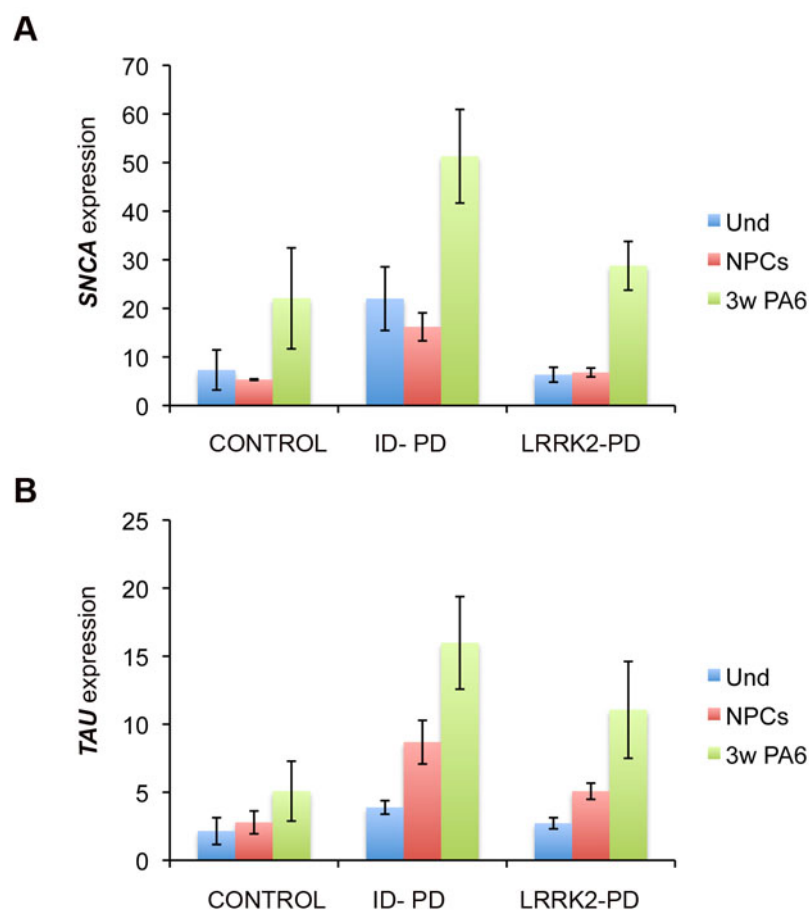 A
70
60
50
40
30
20
10
0
SNCA expression
Und
NPCs
3w PA6
CONTROL ID- PD LRRK2-PD
B
25
20
15
10
5
0
TAU expression
Und
NPCs
3w PA6
CONTROL ID- PD LRRK2-PD